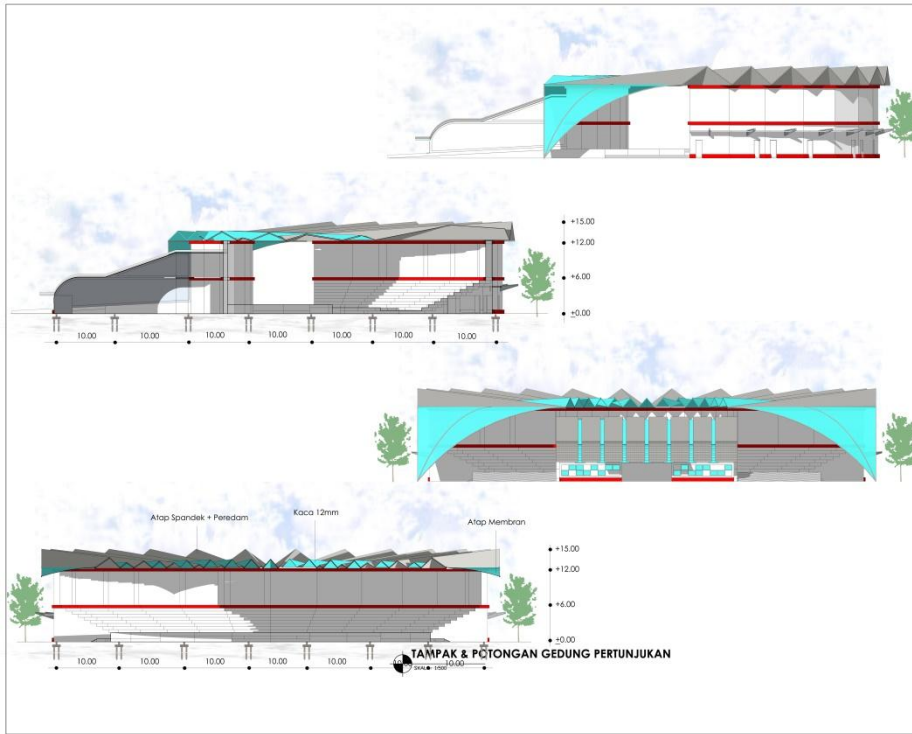 +15.00
+12.00
+6.00
±0.00
10.00 10.00 10.00 10.00 10.00 10.00 10.00
Atap Spandek + Peredam
Kaca 12mm
Atap Membran
+15.00
+12.00
+6.00
±0.00
10.00 10.00 10.00 10.00 10.00 10.00
TAMPAK & POTONGAN GEDUNG PERTUNJUKAN